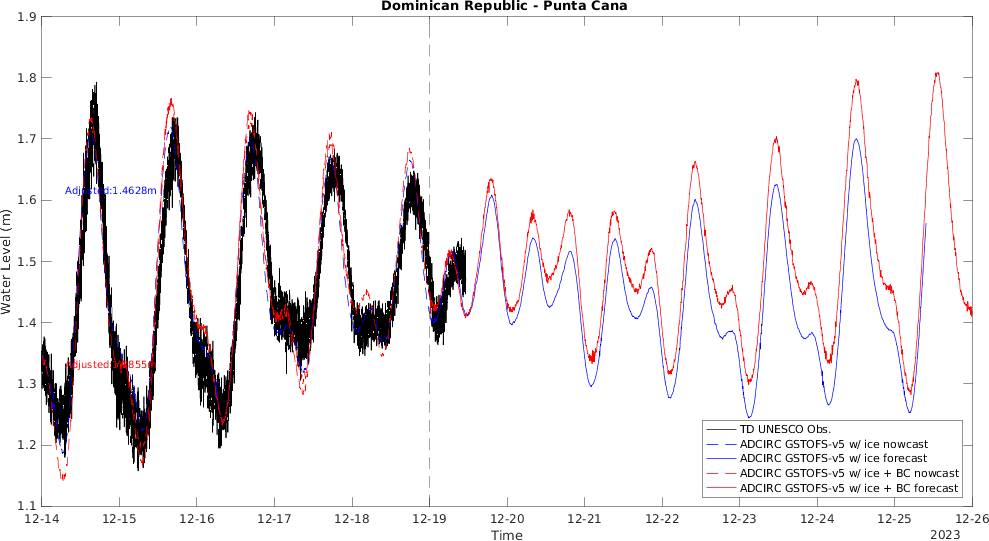 Dominican Republic - Punta Cana
1.9
1.8
1.7
1.6
1.5
1.4
1.3
1.2
1.1
Water Level (m)
Adjusted:1.4628m
TD UNESCO Obs.
ADCIRC GSTOFS-v5 w/ ice nowcast
ADCIRC GSTOFS-v5 w/ ice forecast
ADCIRC GSTOFS-v5 w/ ice + BC nowcast
ADCIRC GSTOFS-v5 w/ ice + BC forecast
12-14 12-15 12-16 12-17 12-18 12-19 12-20 12-21 12-22 12-23 12-24 12-25 12-26
Time
2023